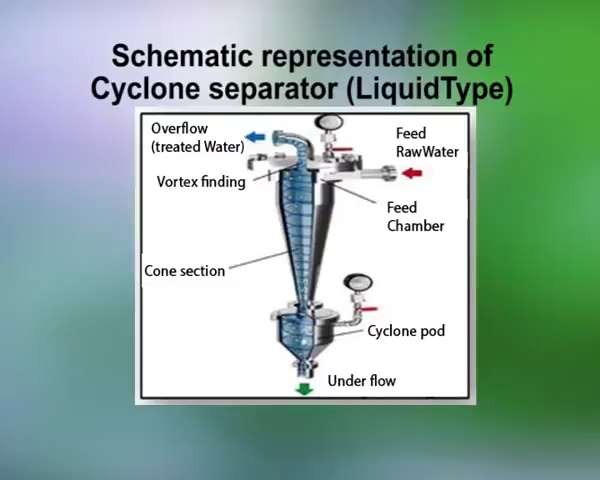 Schematic representation of
Cyclone separator (LiquidType)
Overflow
(treated Water)
Feed
RawWater
Vortex finding
Feed
Chamber
Cone section
Cyclone pod
Under flow